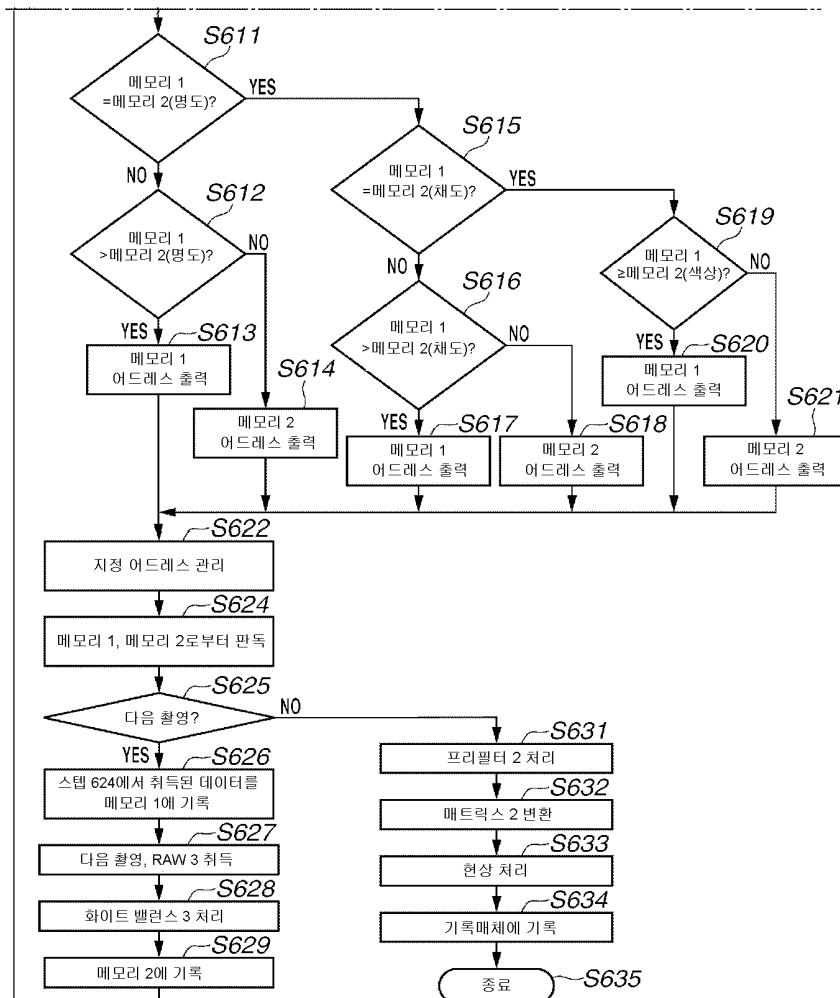 S611
메모리 1
=메모리 2(명도)?
YES
NO
S615
메모리 1
=메모리 2(채도)?
YES
NO
S612
메모리 1
>메모리 2(명도)?
NO
YES
S619
메모리 1
≥메모리 2(색상)?
NO
YES
S616
메모리 1
>메모리 2(채도)?
NO
YES
S613
메모리 1
어드레스 출력
S614
메모리 2
어드레스 출력
S617
메모리 1
어드레스 출력
S618
메모리 2
어드레스 출력
S620
메모리 1
어드레스 출력
S621
메모리 2
어드레스 출력
S622
지정 어드레스 관리
S624
메모리 1, 메모리 2로부터 판독
S625
다음 촬영?
NO
YES
S626
스텝 624에서 취득된 데이터를
메모리 1에 기록
S627
다음 촬영, RAW 3 취득
S628
화이트 밸런스 3 처리
S629
메모리 2에 기록
S631
프리필터 2 처리
S632
매트릭스 2 변환
S633
현상 처리
S634
기록매체에 기록
S635
종료